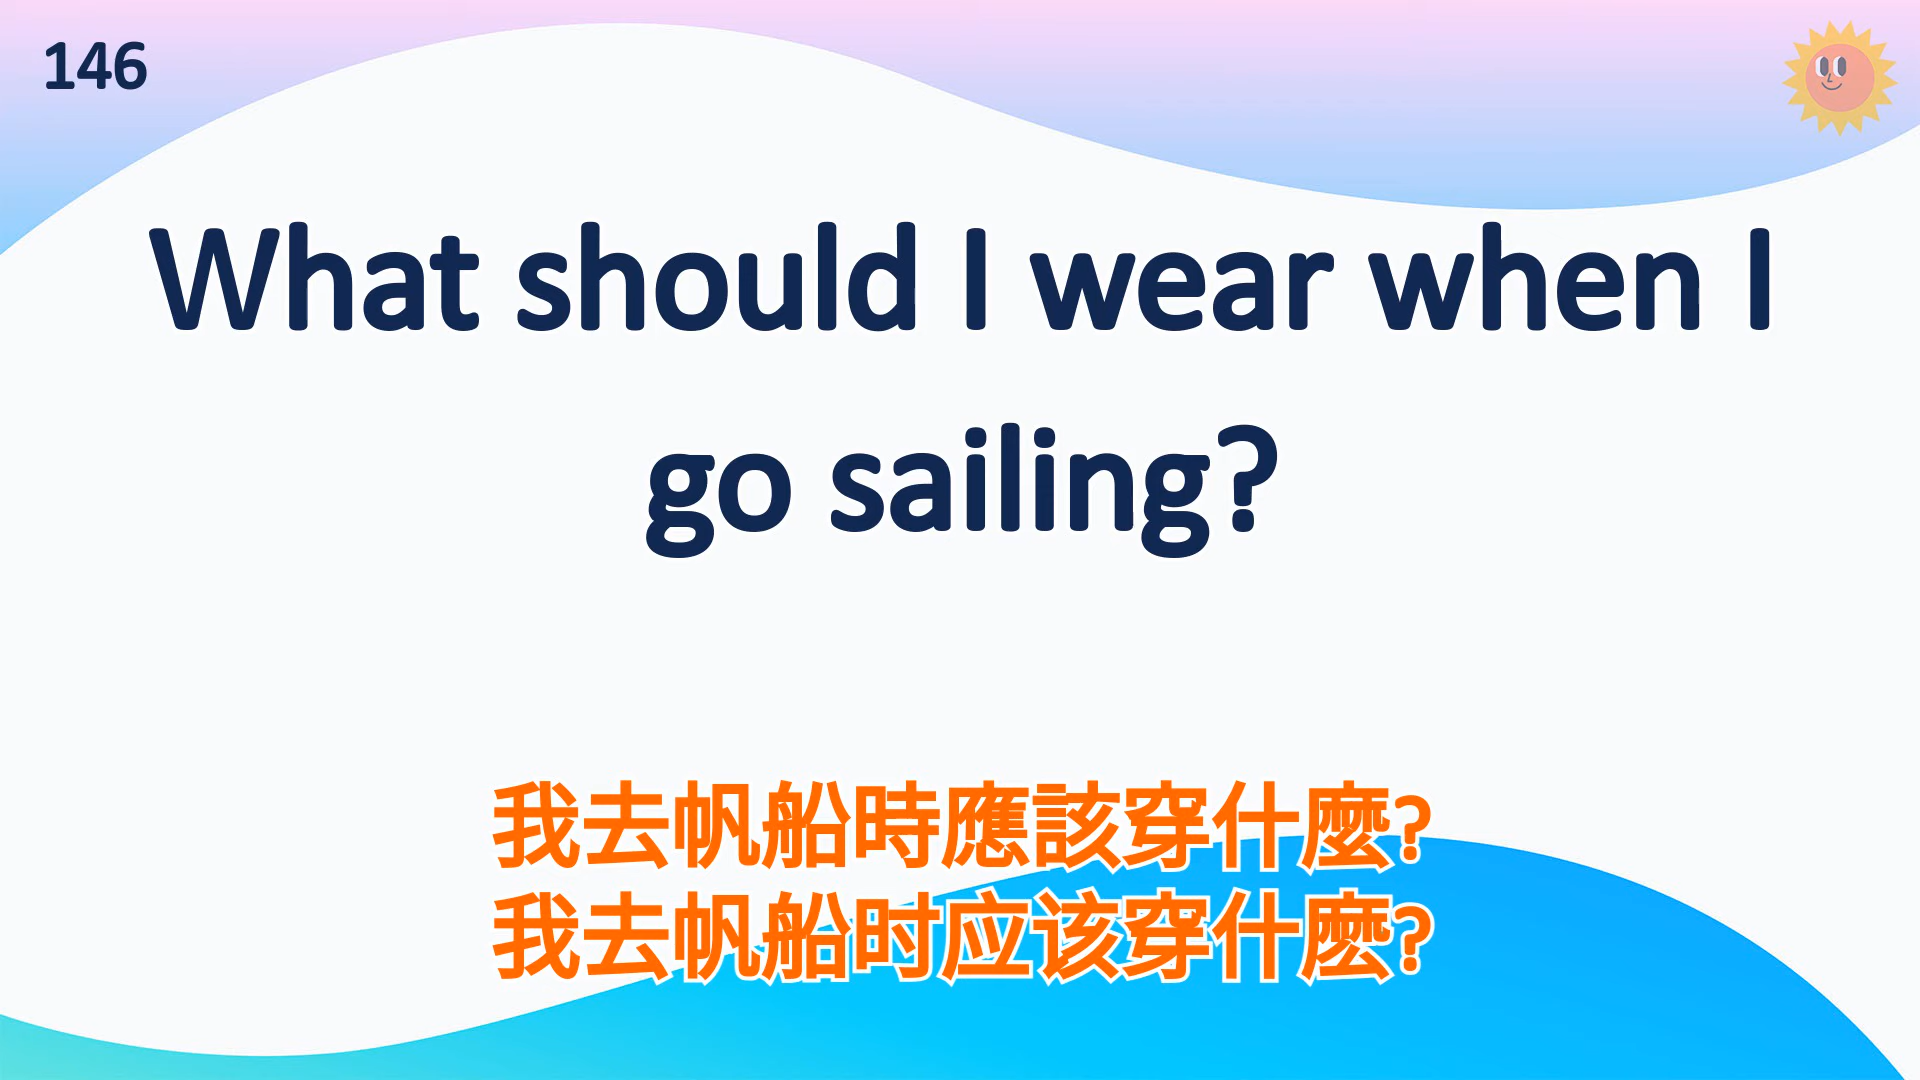 146
What should I wear when I
go sailing?
我去帆船時應該穿什麼?
我去帆船时应该穿什麽?